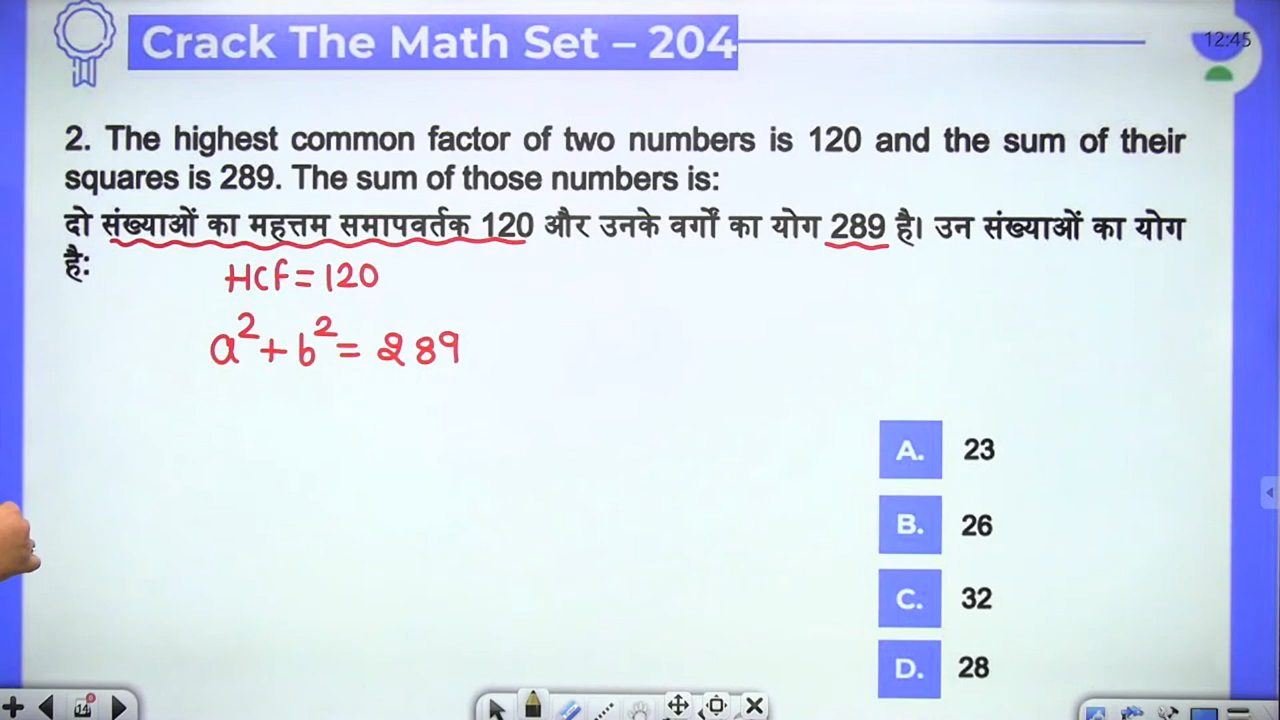 Crack The Math Set – 204
12:45
2. The highest common factor of two numbers is 120 and the sum of their
squares is 289. The sum of those numbers is:
दो संख्याओं का महत्तम समापवर्तक 120 और उनके वर्गों का योग 289 है। उन संख्याओं का योग
है:
HCf = 120
a² + b² = 289
A. 23
B. 26
C. 32
D. 28
14